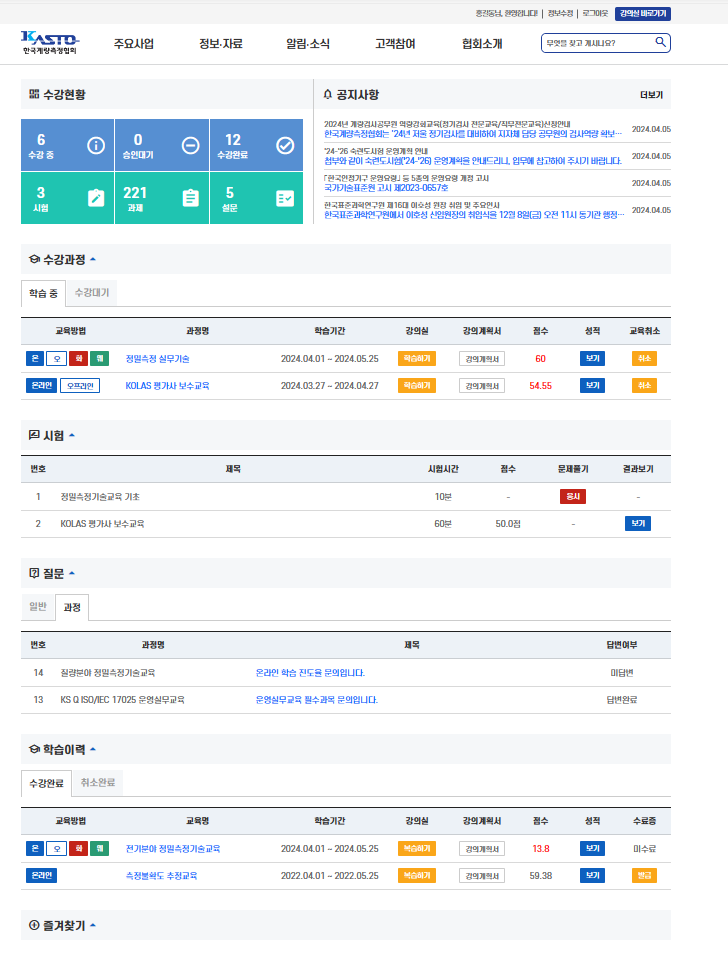 홍길동님, 환영합니다! | 정보수정 | 로그아웃 강의실 바로가기
KASTO
한국계량측정협회
주요사업 정보·자료 알림·소식 고객참여 협회소개
무엇을 찾고 계시나요?
수강현황
6 수강 중
0 승인대기
12 수강완료
3 시험
221 과제
5 설문
공지사항 더보기
2024년 계량검사공무원 역량강화교육(정기검사 전문교육/직무전문교육)신청안내
한국계량측정협회는 '24년 저울 정기검사를 대비하여 지자체 담당 공무원의 검사역량 확보… 2024.04.05
'24-'26 숙련도시험 운영계획 안내
첨부와 같이 숙련도시험('24-'26) 운영계획을 안내드리니, 업무에 참고하여 주시기 바랍니다. 2024.04.05
「한국인정기구 운영요령」 등 5종의 운영요령 개정 고시
국가기술표준원 고시 제2023-0657호 2024.04.05
한국표준과학연구원 제16대 이호성 원장 취임 및 주요인사
한국표준과학연구원에서 이호성 신임원장의 취임식을 12월 8일(금) 오전 11시 동기관 행정… 2024.04.05
수강과정
학습 중 수강대기
교육방법 과정명 학습기간 강의실 강의계획서 점수 성적 교육취소
온 오 화 웹 정밀측정 실무기술 2024.04.01 ~ 2024.05.25 학습하기 강의계획서 60 보기 취소
온라인 오프라인 KOLAS 평가사 보수교육 2024.03.27 ~ 2024.04.27 학습하기 강의계획서 54.55 보기 취소
시험
번호 제목 시험시간 점수 문제풀기 결과보기
1 정밀측정기술교육 기초 10분 - 응시 -
2 KOLAS 평가사 보수교육 60분 50.0점 - 보기
질문
일반 과정
번호 과정명 제목 답변여부
14 질량분야 정밀측정기술교육 온라인 학습 진도율 문의입니다. 미답변
13 KS Q ISO/IEC 17025 운영실무교육 운영실무교육 필수과목 문의입니다. 답변완료
학습이력
수강완료 취소완료
교육방법 교육명 학습기간 강의실 강의계획서 점수 성적 수료증
온 오 화 웹 전기분야 정밀측정기술교육 2024.04.01 ~ 2024.05.25 복습하기 강의계획서 13.8 보기 미수료
온라인 측정불확도 추정교육 2022.04.01 ~ 2022.05.25 복습하기 강의계획서 59.38 보기 발급
즐겨찾기